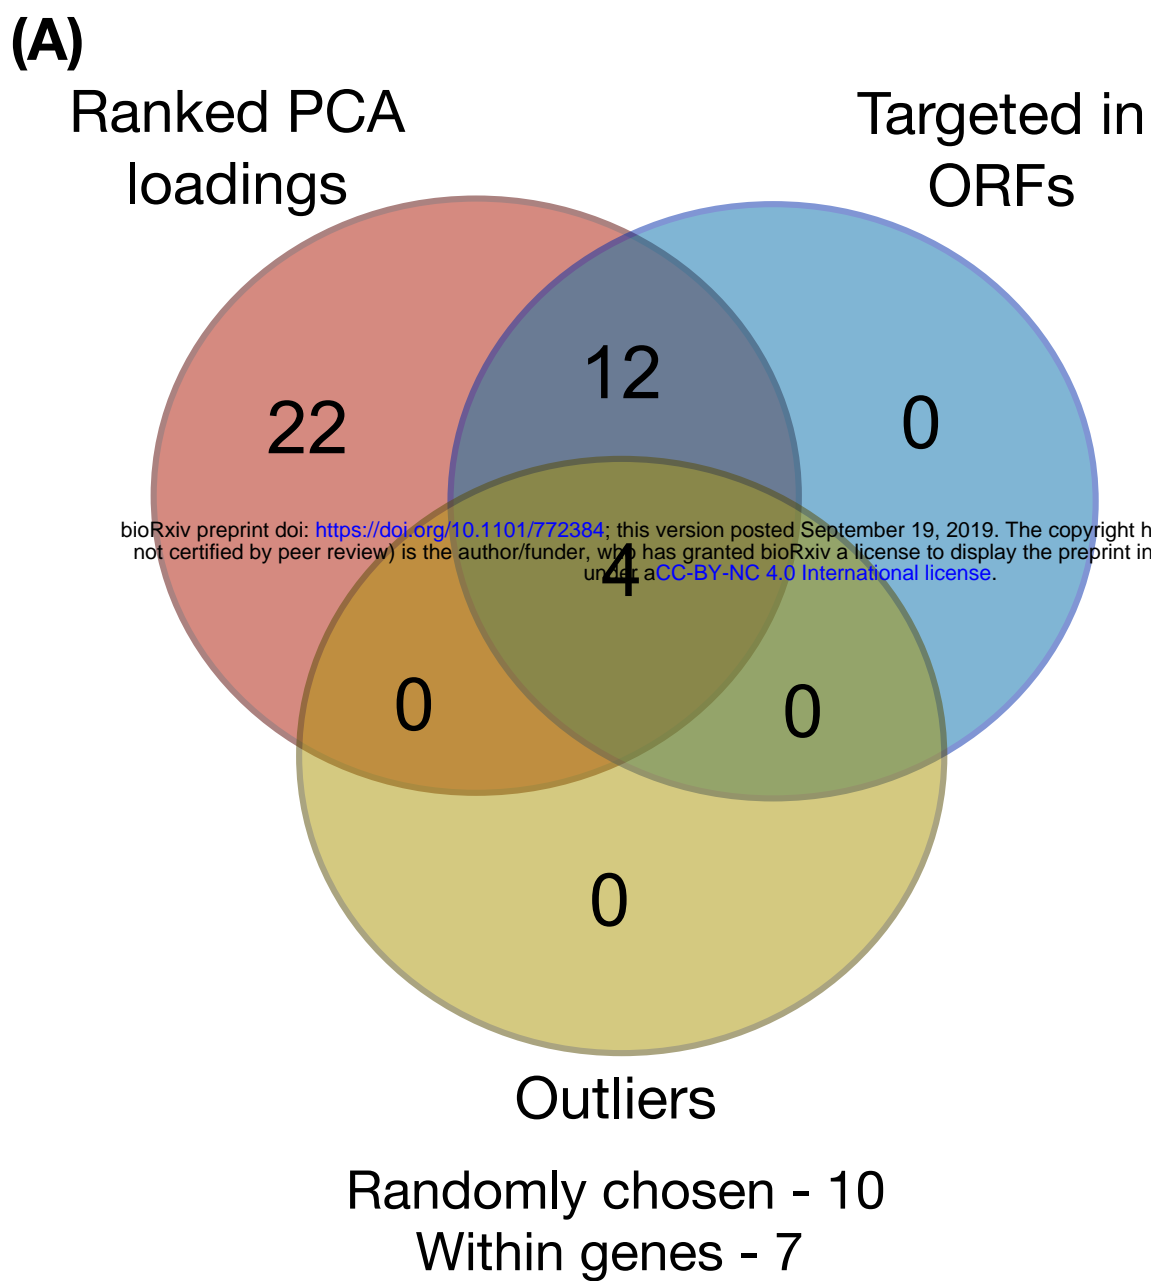 (A)
Ranked PCA
loadings
Targeted in
ORFs
12
22
0
bioRxiv preprint doi: https://doi.org/10.1101/772384; this version posted September 19, 2019. The copyright h
not certified by peer review) is the author/funder, who has granted bioRxiv a license to display the preprint in
under aCC-BY-NC 4.0 International license.
4
0
0
0
Outliers
Randomly chosen - 10
Within genes - 7